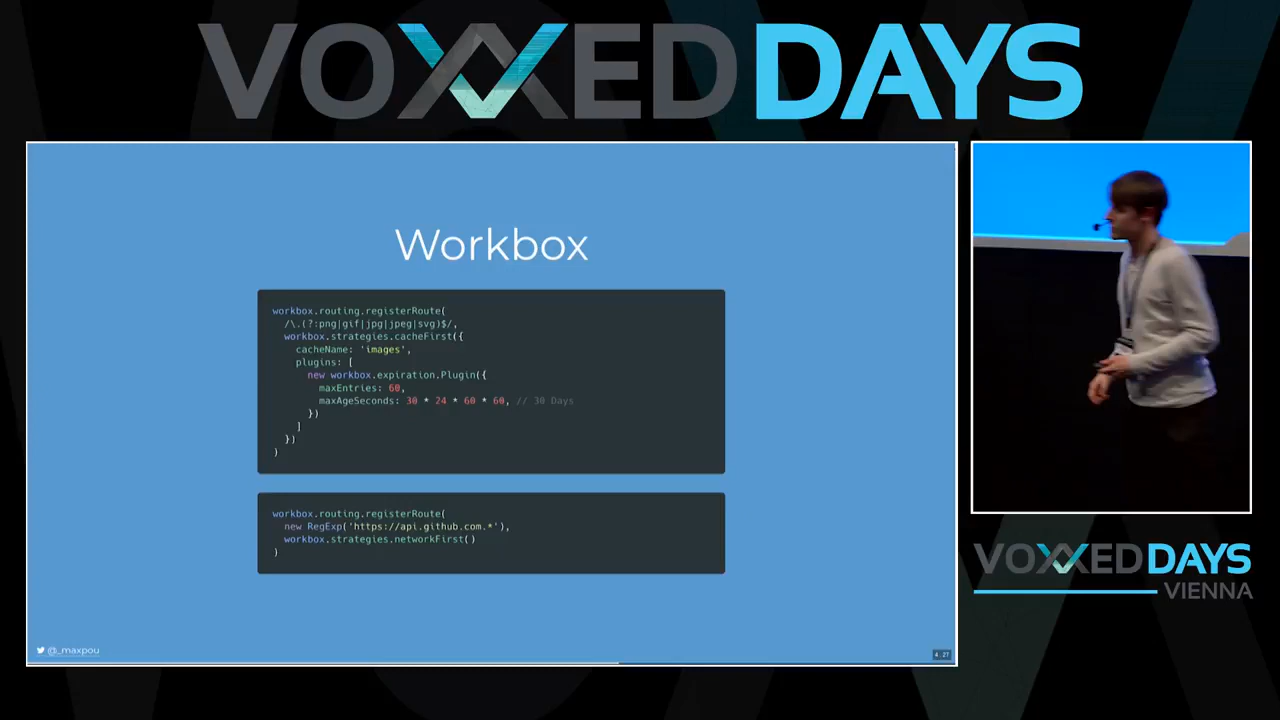 VOXXED DAYS
Workbox
workbox.routing.registerRoute(
/\.(?:png|gif|jpg|jpeg|svg)$/,
workbox.strategies.cacheFirst({
cacheName: 'images',
plugins: [
new workbox.expiration.Plugin({
maxEntries: 60,
maxAgeSeconds: 30 * 24 * 60 * 60, // 30 Days
})
]
})
)
workbox.routing.registerRoute(
new RegExp('https://api.github.com.*'),
workbox.strategies.networkFirst()
)
@_maxpou
4.27
VOXXED DAYS
VIENNA